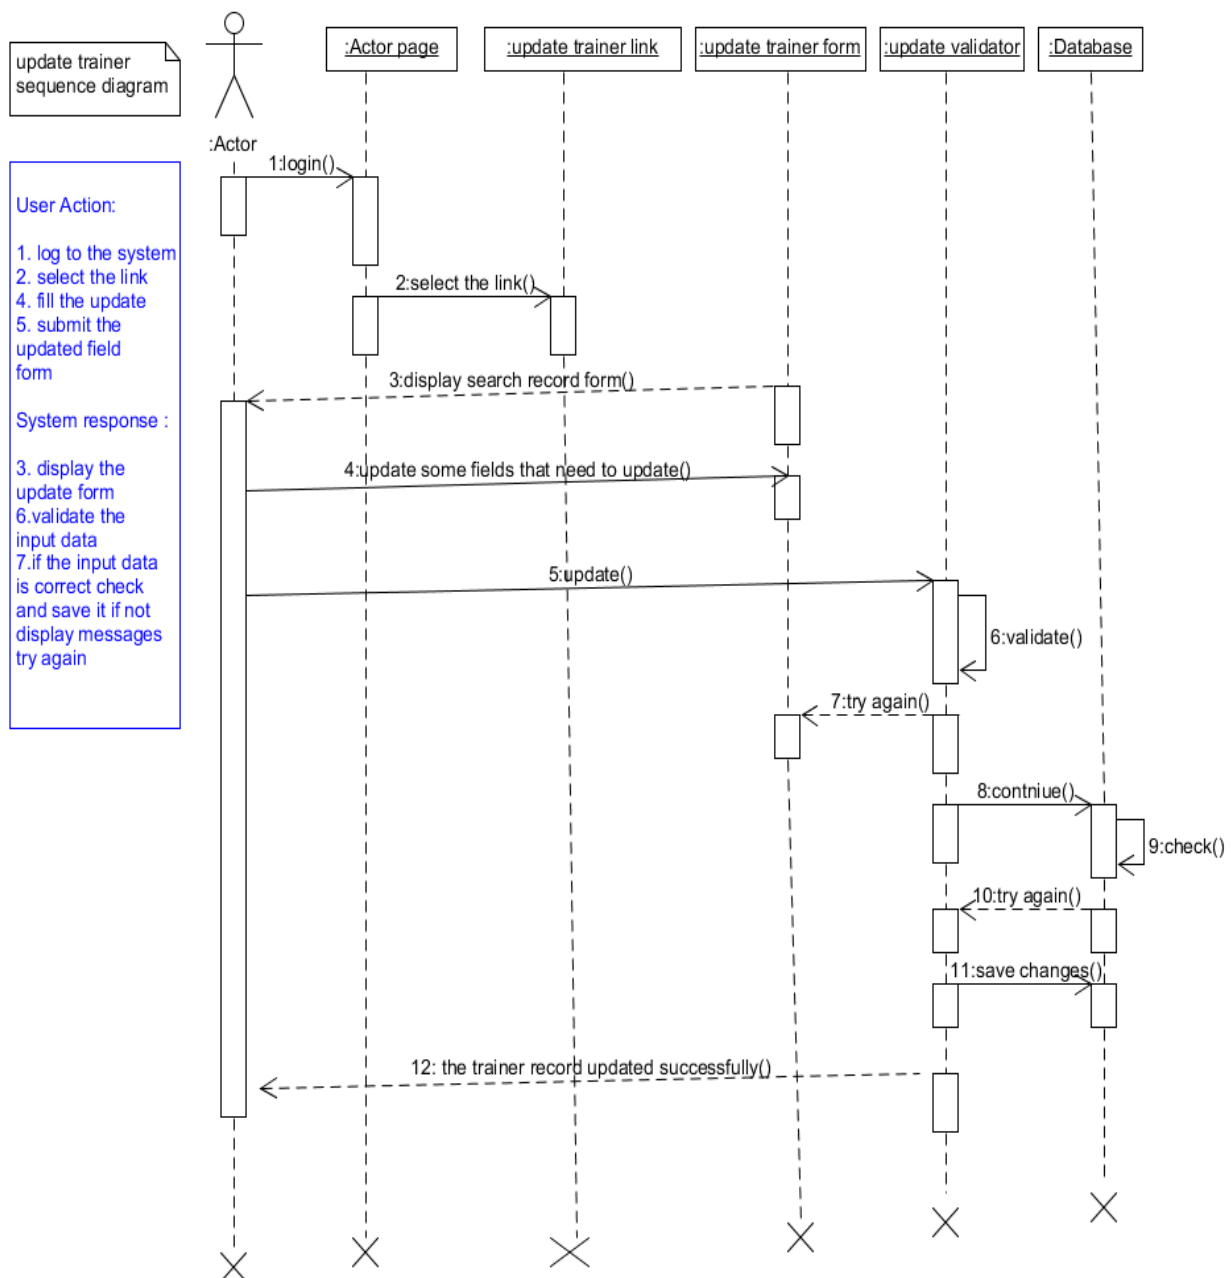 :Actor page
:update trainer link
:update trainer form
:update validator
:Database
update trainer
sequence diagram
:Actor
1:login()
User Action:
1. log to the system
2. select the link
4. fill the update
5. submit the
updated field
form
System response :
3. display the
update form
6.validate the
input data
7.if the input data
is correct check
and save it if not
display messages
try again
2:select the link()
3:display search record form()
4:update some fields that need to update()
5:update()
6:validate()
7:try again()
8:contniue()
9:check()
10:try again()
11:save changes()
12: the trainer record updated successfully()